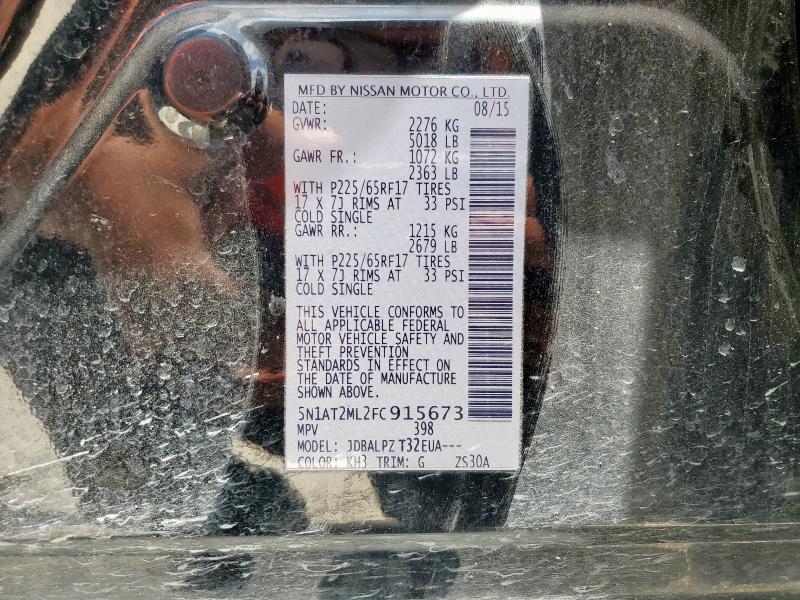 MFD BY NISSAN MOTOR CO., LTD.
DATE: 08/15
GVWR: 2276 KG
5018 LB
GAWR FR.: 1072 KG
2363 LB
WITH P225/65RF17 TIRES
17 X 7J RIMS AT 33 PSI
COLD SINGLE
GAWR RR.: 1215 KG
2679 LB
WITH P225/65RF17 TIRES
17 X 7J RIMS AT 33 PSI
COLD SINGLE
THIS VEHICLE CONFORMS TO
ALL APPLICABLE FEDERAL
MOTOR VEHICLE SAFETY AND
THEFT PREVENTION
STANDARDS IN EFFECT ON
THE DATE OF MANUFACTURE
SHOWN ABOVE.
5N1AT2ML2FC915673
MPV 398
MODEL: JDBALPZ T32EUA---
COLOR: KH3 TRIM: G ZS30A